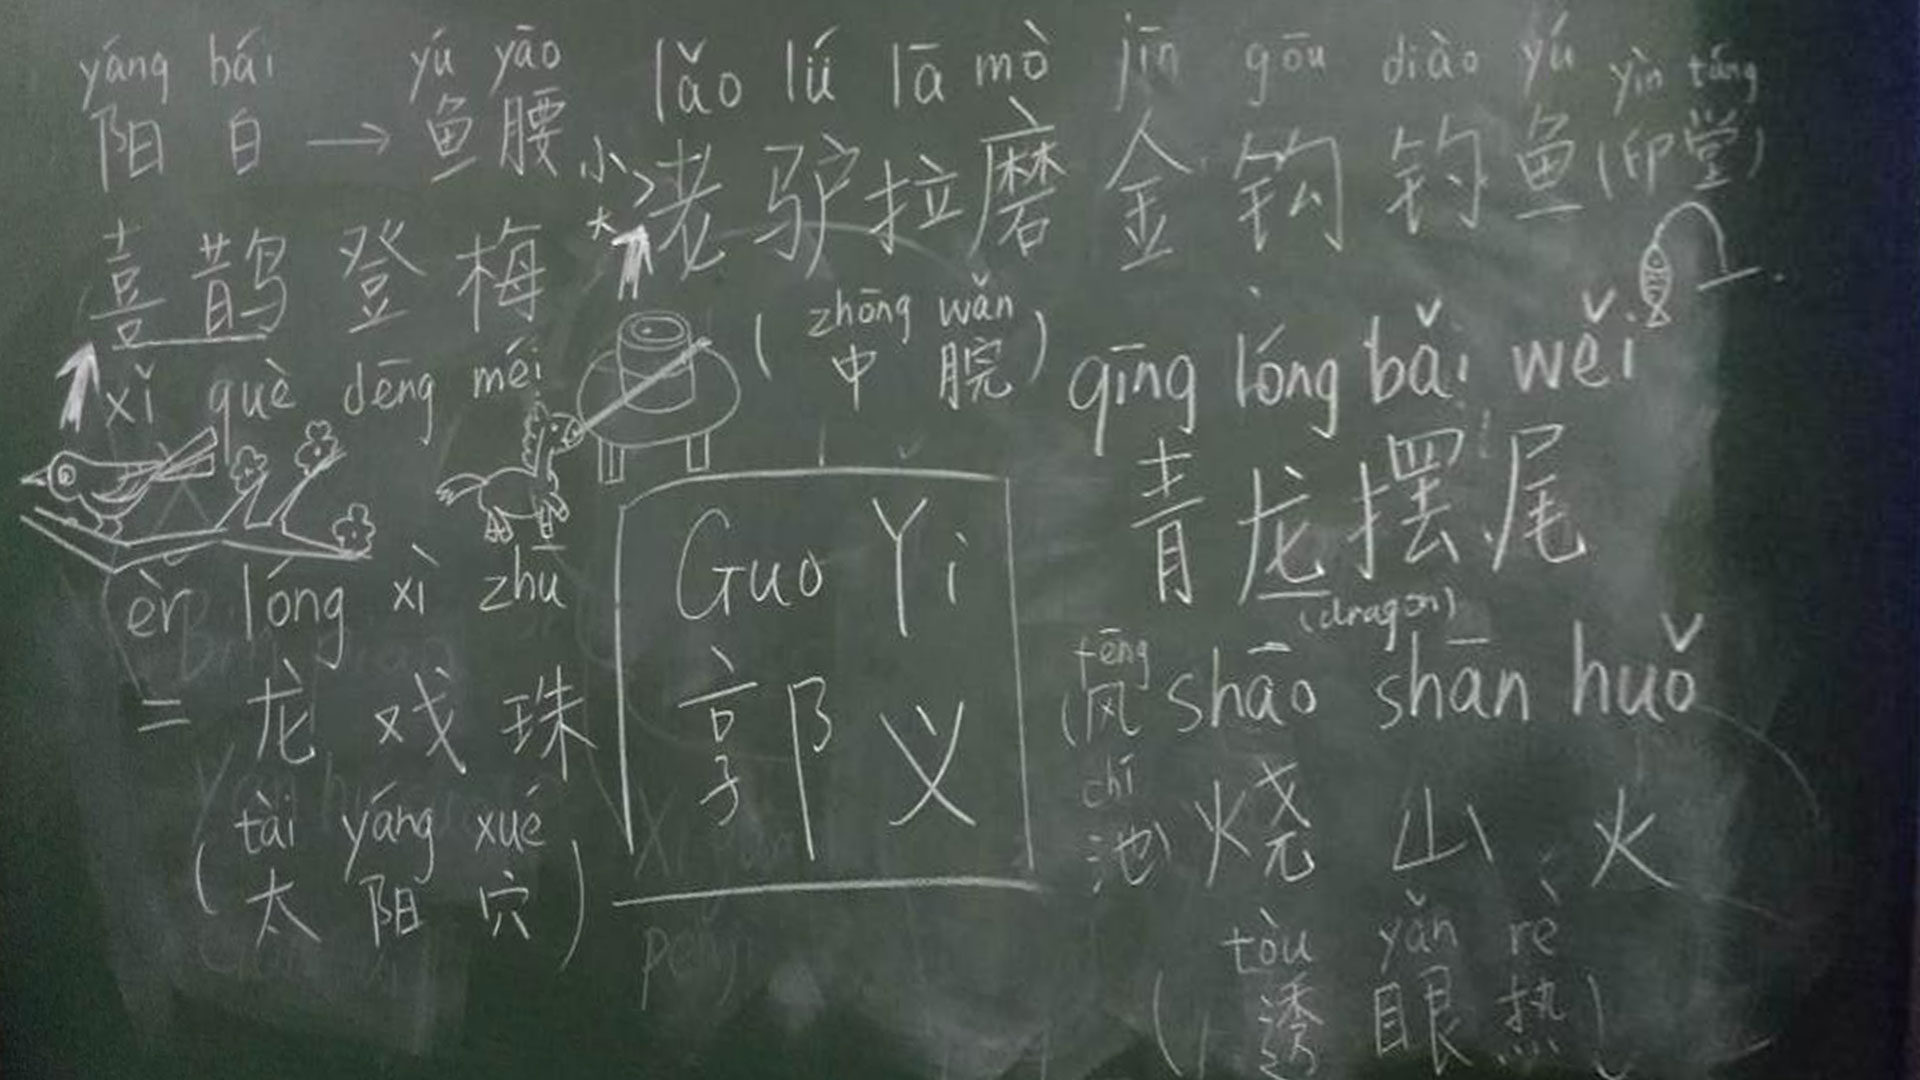 yáng bái
阳 白 → 鱼 腰
yú yāo
喜 鹊 登 梅
xǐ què dēng méi
lǎo lǘ lā mò
小 大 > 老 驴 拉 磨
(zhōng wǎn
中 脘)
jīn gōu diào yú
金 钩 钓 鱼
yìn táng
(印堂)
qīng lóng bǎi wěi
青 龙 摆 尾
(dragon)
èr lóng xì zhū
二 龙 戏 珠
(tài yáng xué
太 阳 穴)
Guo Yi
郭 义
fēng
(风
chí
池)
shāo shān huǒ
烧 山 火
tòu yǎn rè
(透 眼 热)